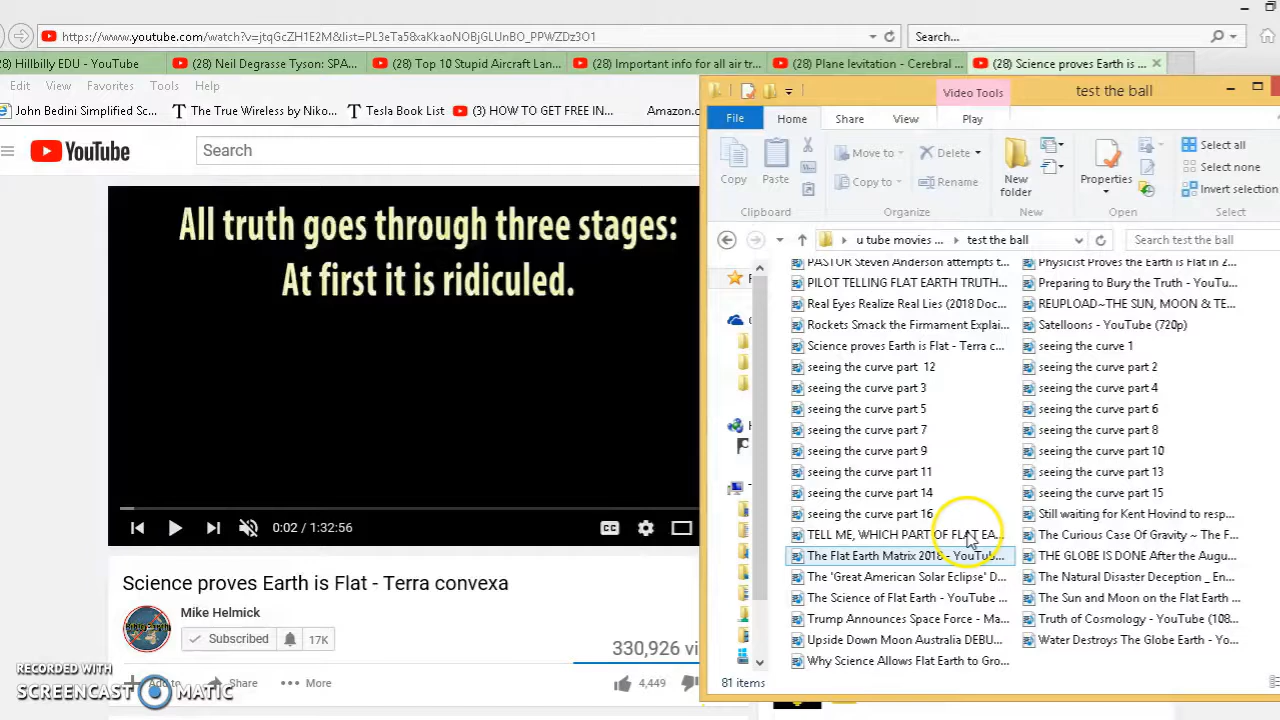 https://www.youtube.com/watch?v=jtqGcZH1E2M&list=PL3eTa58xaKkaoNOBjGLUnBO_PPWZDz3O1
Search...
28) Hillbilly EDU - YouTube
(28) Neil Degrasse Tyson: SPA...
(28) Top 10 Stupid Aircraft Lan...
(28) Important info for all air tr...
(28) Plane levitation - Cerebral ...
(28) Science proves Earth is ...
Edit View Favorites Tools Help
John Bedini Simplified Sc...
The True Wireless by Niko...
Tesla Book List
(3) HOW TO GET FREE IN...
Amazon.c
YouTube
Search
All truth goes through three stages:
At first it is ridiculed.
0:02 / 1:32:56
CC
Science proves Earth is Flat - Terra convexa
Mike Helmick
Subscribed 17K
330,926 vi
Share
More
4,449
RECORDED WITH
SCREENCAST MATIC
Video Tools
test the ball
File Home Share View Play
Copy
Paste
Clipboard
Move to
Copy to
Delete
Rename
Organize
New folder
New
Properties
Open
Select all
Select none
Invert selection
Select
u tube movies ...
test the ball
Search test the ball
PASTOR Steven Anderson attempts t...
Physicist Proves the Earth is Flat in 2...
PILOT TELLING FLAT EARTH TRUTH...
Preparing to Bury the Truth - YouTu...
Real Eyes Realize Real Lies (2018 Doc...
REUPLOAD~THE SUN, MOON & TE...
Rockets Smack the Firmament Explai...
Satelloons - YouTube (720p)
Science proves Earth is Flat - Terra c...
seeing the curve 1
seeing the curve part 12
seeing the curve part 2
seeing the curve part 3
seeing the curve part 4
seeing the curve part 5
seeing the curve part 6
seeing the curve part 7
seeing the curve part 8
seeing the curve part 9
seeing the curve part 10
seeing the curve part 11
seeing the curve part 13
seeing the curve part 14
seeing the curve part 15
seeing the curve part 16
Still waiting for Kent Hovind to resp...
TELL ME, WHICH PART OF FLAT EA...
The Curious Case Of Gravity ~ The F...
The Flat Earth Matrix 2018 - YouTub...
THE GLOBE IS DONE After the Augu...
The 'Great American Solar Eclipse' D...
The Natural Disaster Deception _ En...
The Science of Flat Earth - YouTube ...
The Sun and Moon on the Flat Earth ...
Trump Announces Space Force - Ma...
Truth of Cosmology - YouTube (108...
Upside Down Moon Australia DEBU...
Water Destroys The Globe Earth - Yo...
Why Science Allows Flat Earth to Gro...
81 items